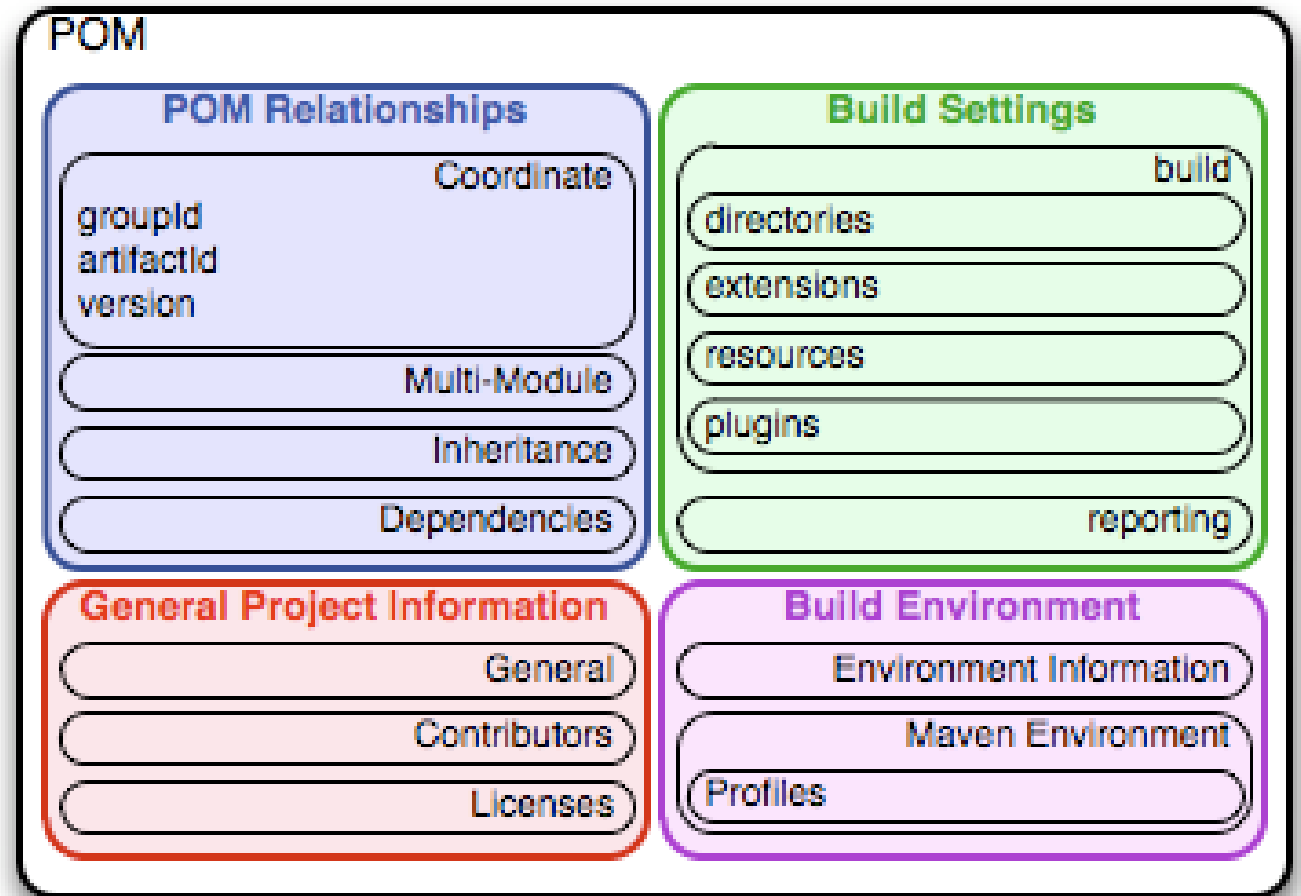 POM
POM Relationships
Coordinate
groupId
artifactId
version
Multi-Module
Inheritance
Dependencies
Build Settings
build
directories
extensions
resources
plugins
reporting
General Project Information
General
Contributors
Licenses
Build Environment
Environment Information
Maven Environment
Profiles